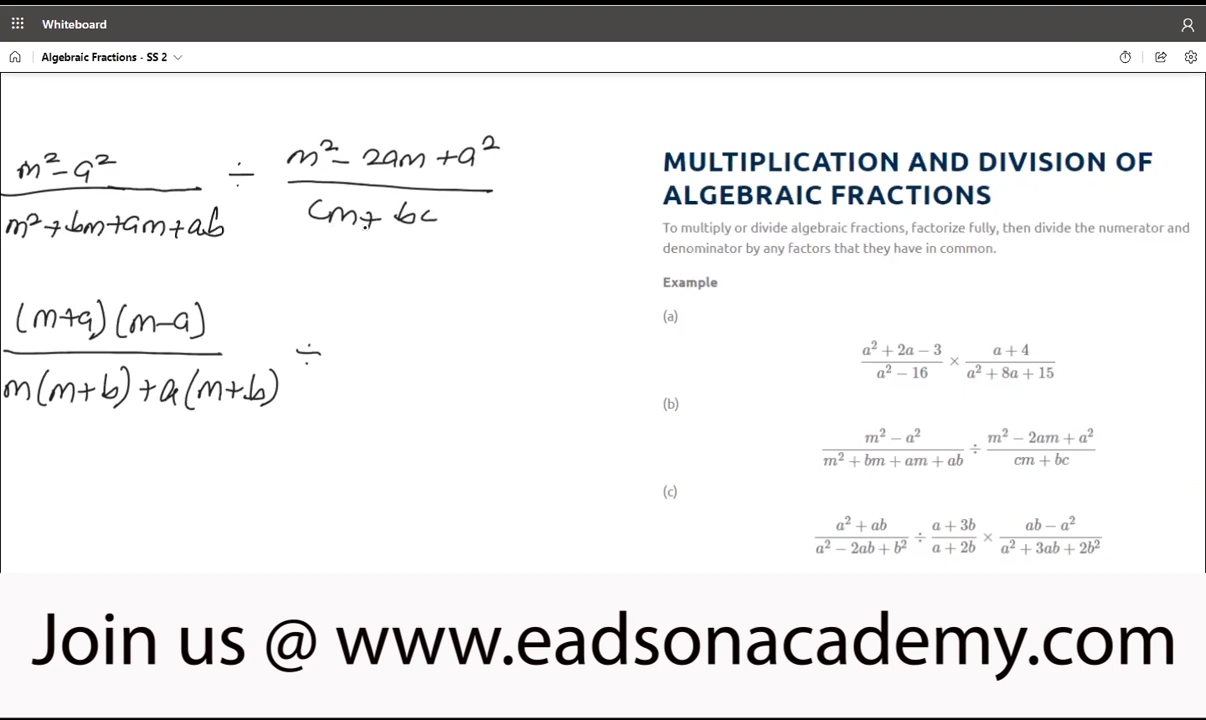 Whiteboard
Algebraic Fractions - SS 2
m² - a² / m² + bm + am + ab ÷ m² - 2am + a² / cm + bc
(m+a)(m-a) / m(m+b) + a(m+b) ÷
MULTIPLICATION AND DIVISION OF
ALGEBRAIC FRACTIONS
To multiply or divide algebraic fractions, factorize fully, then divide the numerator and
denominator by any factors that they have in common.
Example
(a)
a² + 2a − 3 / a² − 16 × a + 4 / a² + 8a + 15
(b)
m² − a² / m² + bm + am + ab ÷ m² − 2am + a² / cm + bc
(c)
a² + ab / a² − 2ab + b² ÷ a + 3b / a + 2b × ab − a² / a² + 3ab + 2b²
Join us @ www.eadsonacademy.com